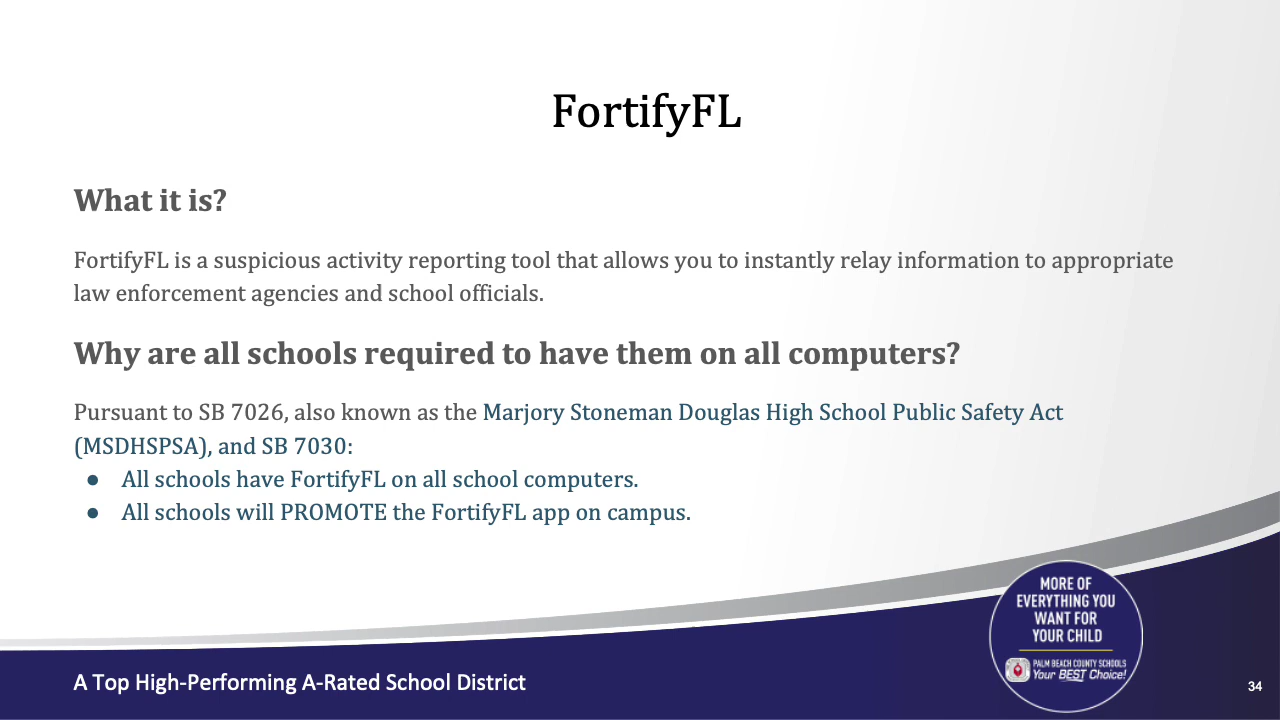 FortifyFL
What it is?
FortifyFL is a suspicious activity reporting tool that allows you to instantly relay information to appropriate
law enforcement agencies and school officials.
Why are all schools required to have them on all computers?
Pursuant to SB 7026, also known as the Marjory Stoneman Douglas High School Public Safety Act
(MSDHSPSA), and SB 7030:
● All schools have FortifyFL on all school computers.
● All schools will PROMOTE the FortifyFL app on campus.
MORE OF
EVERYTHING YOU
WANT FOR
YOUR CHILD
PALM BEACH COUNTY SCHOOLS
Your BEST Choice!
A Top High-Performing A-Rated School District
34